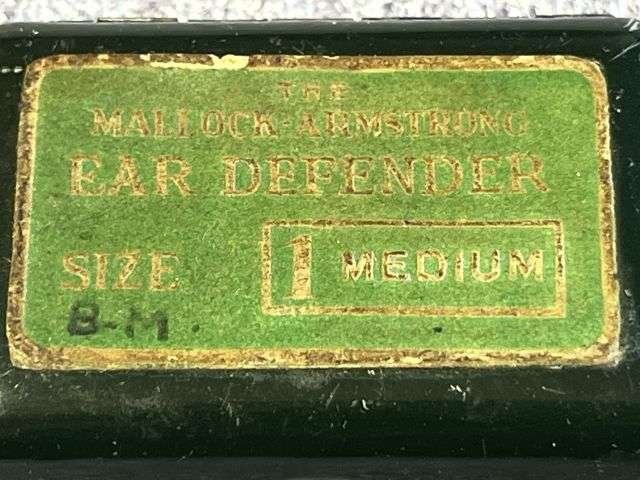 THE
MALLOCK-ARMSTRONG
EAR DEFENDER
SIZE 1 MEDIUM
B-M.